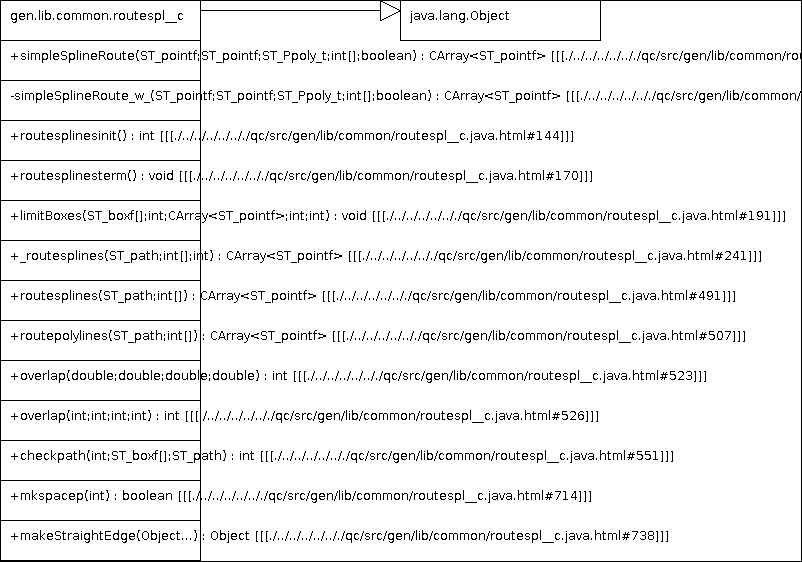 gen.lib.common.routespl__c
java.lang.Object
+simpleSplineRoute(ST_pointf;ST_pointf;ST_Ppoly_t;int[];boolean) : CArray<ST_pointf> [[[./../../../../../../qc/src/gen/lib/common/rou
-simpleSplineRoute_w_(ST_pointf;ST_pointf;ST_Ppoly_t;int[];boolean) : CArray<ST_pointf> [[[./../../../../../../qc/src/gen/lib/common/
+routesplinesinit() : int [[[./../../../../../../qc/src/gen/lib/common/routespl__c.java.html#144]]]
+routesplinesterm() : void [[[./../../../../../../qc/src/gen/lib/common/routespl__c.java.html#170]]]
+limitBoxes(ST_boxf[];int;CArray<ST_pointf>;int;int) : void [[[./../../../../../../qc/src/gen/lib/common/routespl__c.java.html#191]]]
+_routesplines(ST_path;int[];int) : CArray<ST_pointf> [[[./../../../../../../qc/src/gen/lib/common/routespl__c.java.html#241]]]
+routesplines(ST_path;int[]) : CArray<ST_pointf> [[[./../../../../../../qc/src/gen/lib/common/routespl__c.java.html#491]]]
+routepolylines(ST_path;int[]) : CArray<ST_pointf> [[[./../../../../../../qc/src/gen/lib/common/routespl__c.java.html#507]]]
+overlap(double;double;double;double) : int [[[./../../../../../../qc/src/gen/lib/common/routespl__c.java.html#523]]]
+overlap(int;int;int;int) : int [[[./../../../../../../qc/src/gen/lib/common/routespl__c.java.html#526]]]
+checkpath(int;ST_boxf[];ST_path) : int [[[./../../../../../../qc/src/gen/lib/common/routespl__c.java.html#551]]]
+mkspacep(int) : boolean [[[./../../../../../../qc/src/gen/lib/common/routespl__c.java.html#714]]]
+makeStraightEdge(Object...) : Object [[[./../../../../../../qc/src/gen/lib/common/routespl__c.java.html#738]]]